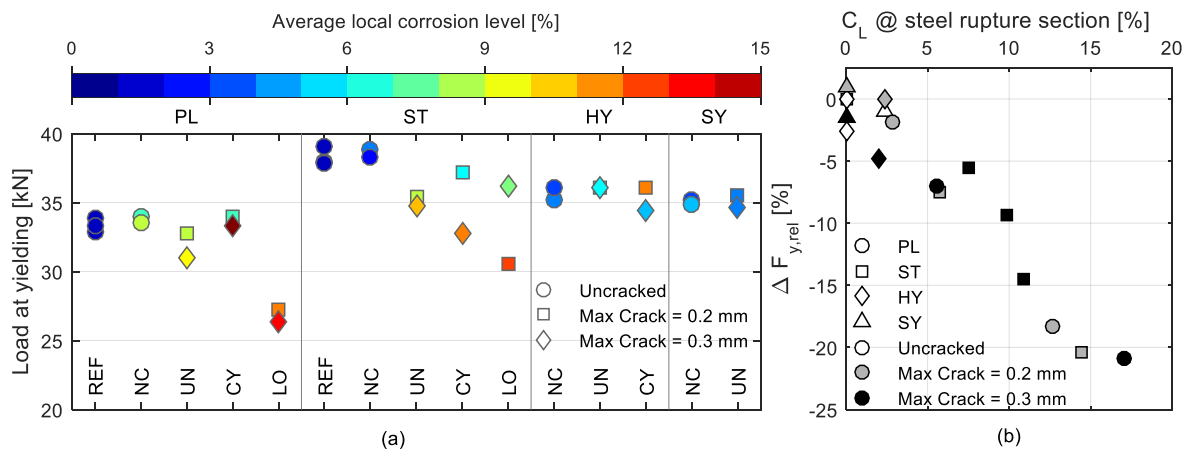 Average local corrosion level [%]
0 3 6 9 12 15
PL ST HY SY
Load at yielding [kN]
40
35
30
25
20
Uncracked
Max Crack = 0.2 mm
Max Crack = 0.3 mm
REF NC UN CY LO REF NC UN CY LO NC UN CY NC UN
(a)
C_L @ steel rupture section [%]
0 5 10 15 20
Δ F_y,rel [%]
0
-5
-10
-15
-20
-25
PL
ST
HY
SY
Uncracked
Max Crack = 0.2 mm
Max Crack = 0.3 mm
(b)